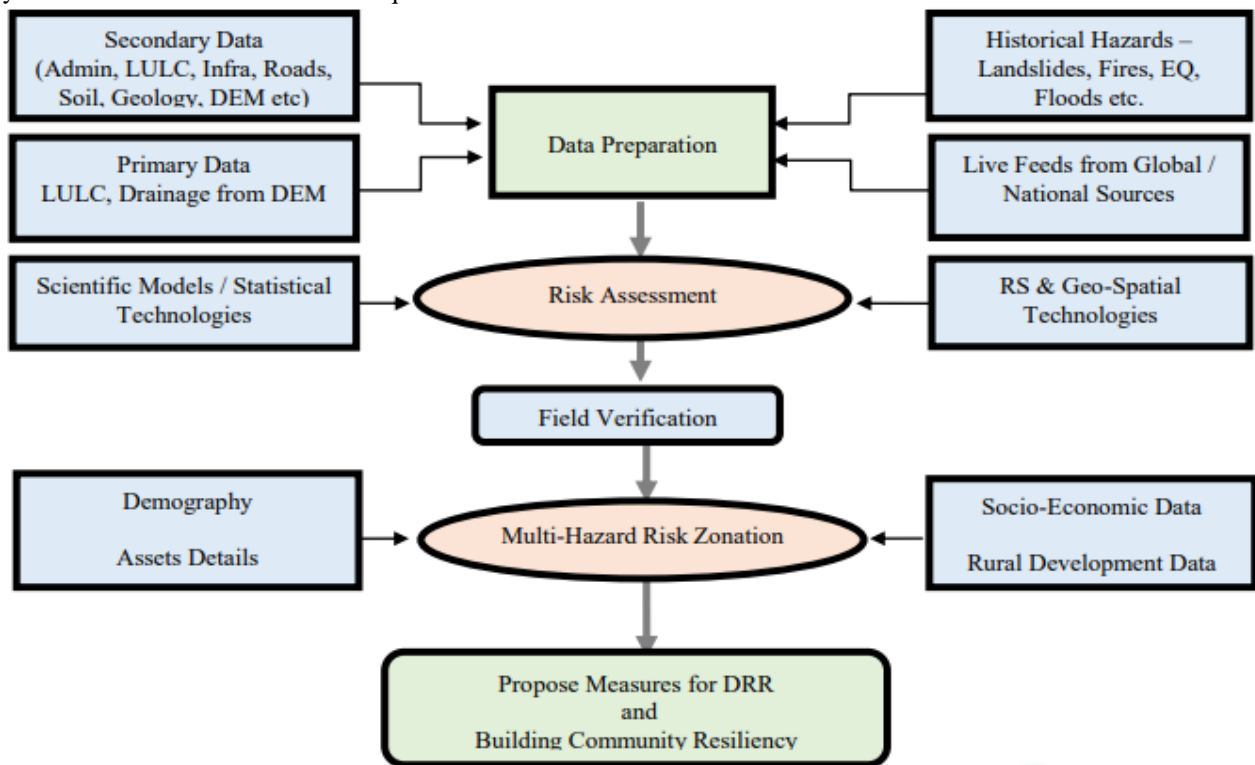 Secondary Data
(Admin, LULC, Infra, Roads,
Soil, Geology, DEM etc)
Historical Hazards –
Landslides, Fires, EQ,
Floods etc.
Data Preparation
Primary Data
LULC, Drainage from DEM
Live Feeds from Global /
National Sources
Scientific Models / Statistical
Technologies
Risk Assessment
RS & Geo-Spatial
Technologies
Field Verification
Demography
Assets Details
Multi-Hazard Risk Zonation
Socio-Economic Data
Rural Development Data
Propose Measures for DRR
and
Building Community Resiliency